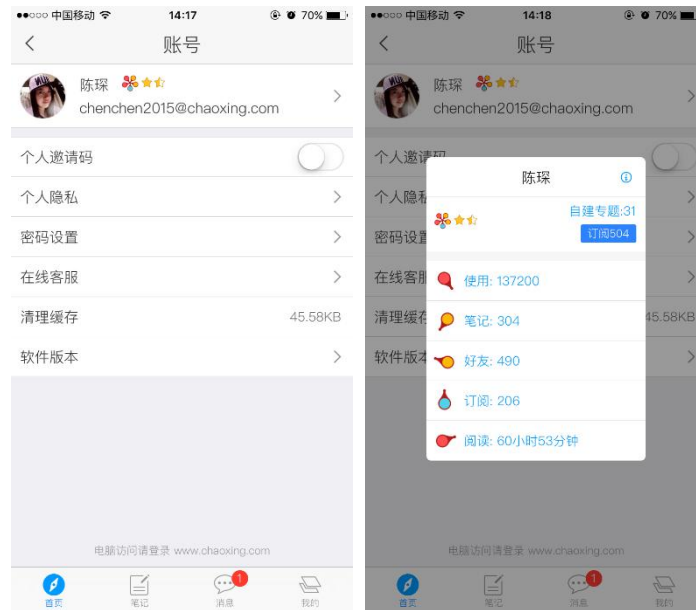 中国移动
14:17
70%
账号
陈琛
chenchen2015@chaoxing.com
个人邀请码
个人隐私
密码设置
在线客服
清理缓存
45.58KB
软件版本
电脑访问请登录 www.chaoxing.com
1
首页
笔记
消息
我的
中国移动
14:18
70%
账号
陈琛
chenchen2015@chaoxing.com
个人邀请码
个人隐
密码设置
在线客服
清理缓存
45.58KB
软件版本
陈琛
自建专题:31
订阅504
使用: 137200
笔记: 304
好友: 490
订阅: 206
阅读: 60小时53分钟
电脑访问请登录 www.chaoxing.com
1
首页
笔记
消息
我的